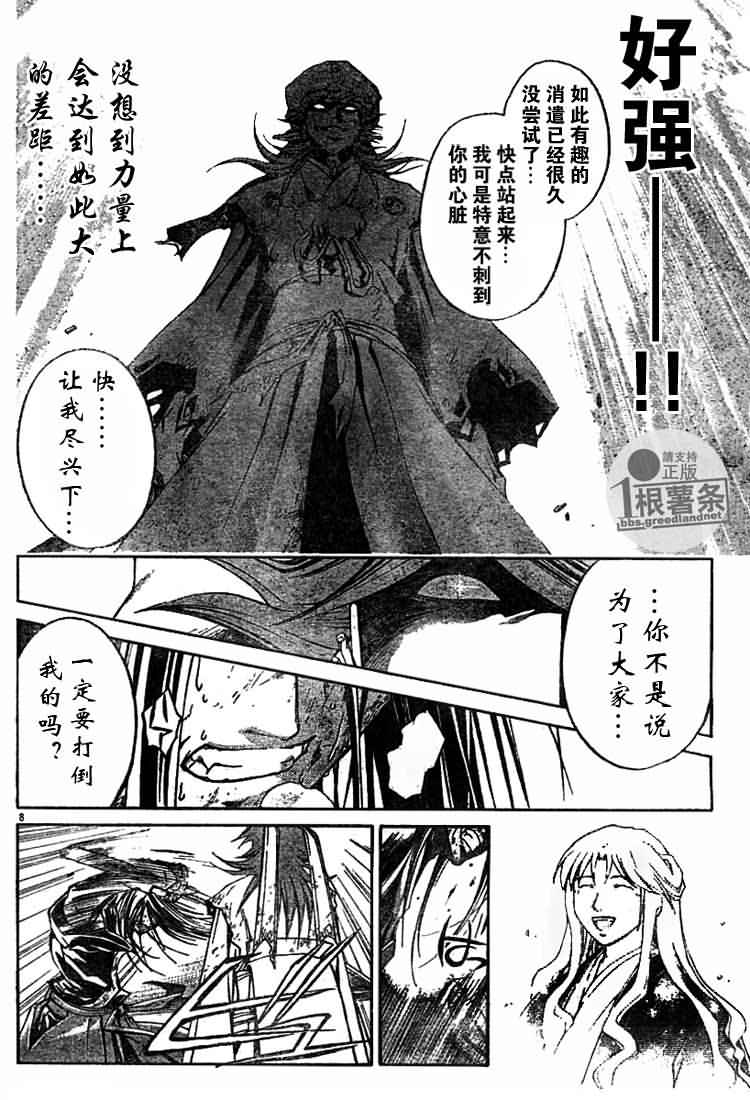 好强——!!
如此有趣的
消遣已经很久
没尝试了…
快点站起来…
我可是特意不刺到
你的心脏
没想到力量上
会达到如此大
的差距……
快……
让我尽兴下
…
請支持
正版
1根薯条
bbs.greedlandnet
…你不是说
为了大家…
一定要打倒
我的吗？
8
は